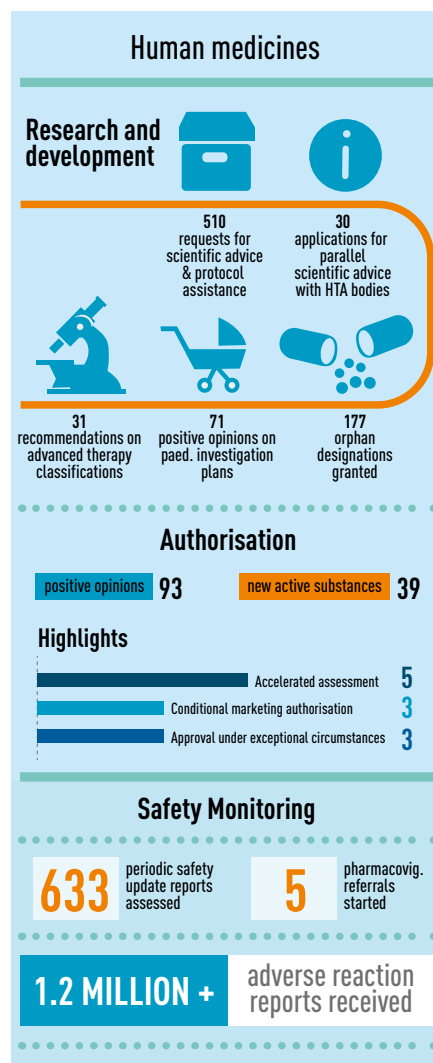 Human medicines
Research and
development
510
requests for
scientific advice
& protocol
assistance
30
applications for
parallel
scientific advice
with HTA bodies
31
recommendations on
advanced therapy
classifications
71
positive opinions on
paed. investigation
plans
177
orphan
designations
granted
Authorisation
positive opinions 93
new active substances 39
Highlights
Accelerated assessment 5
Conditional marketing authorisation 3
Approval under exceptional circumstances 3
Safety Monitoring
633
periodic safety
update reports
assessed
5
pharmacovig.
referrals
started
1.2 MILLION +
adverse reaction
reports received